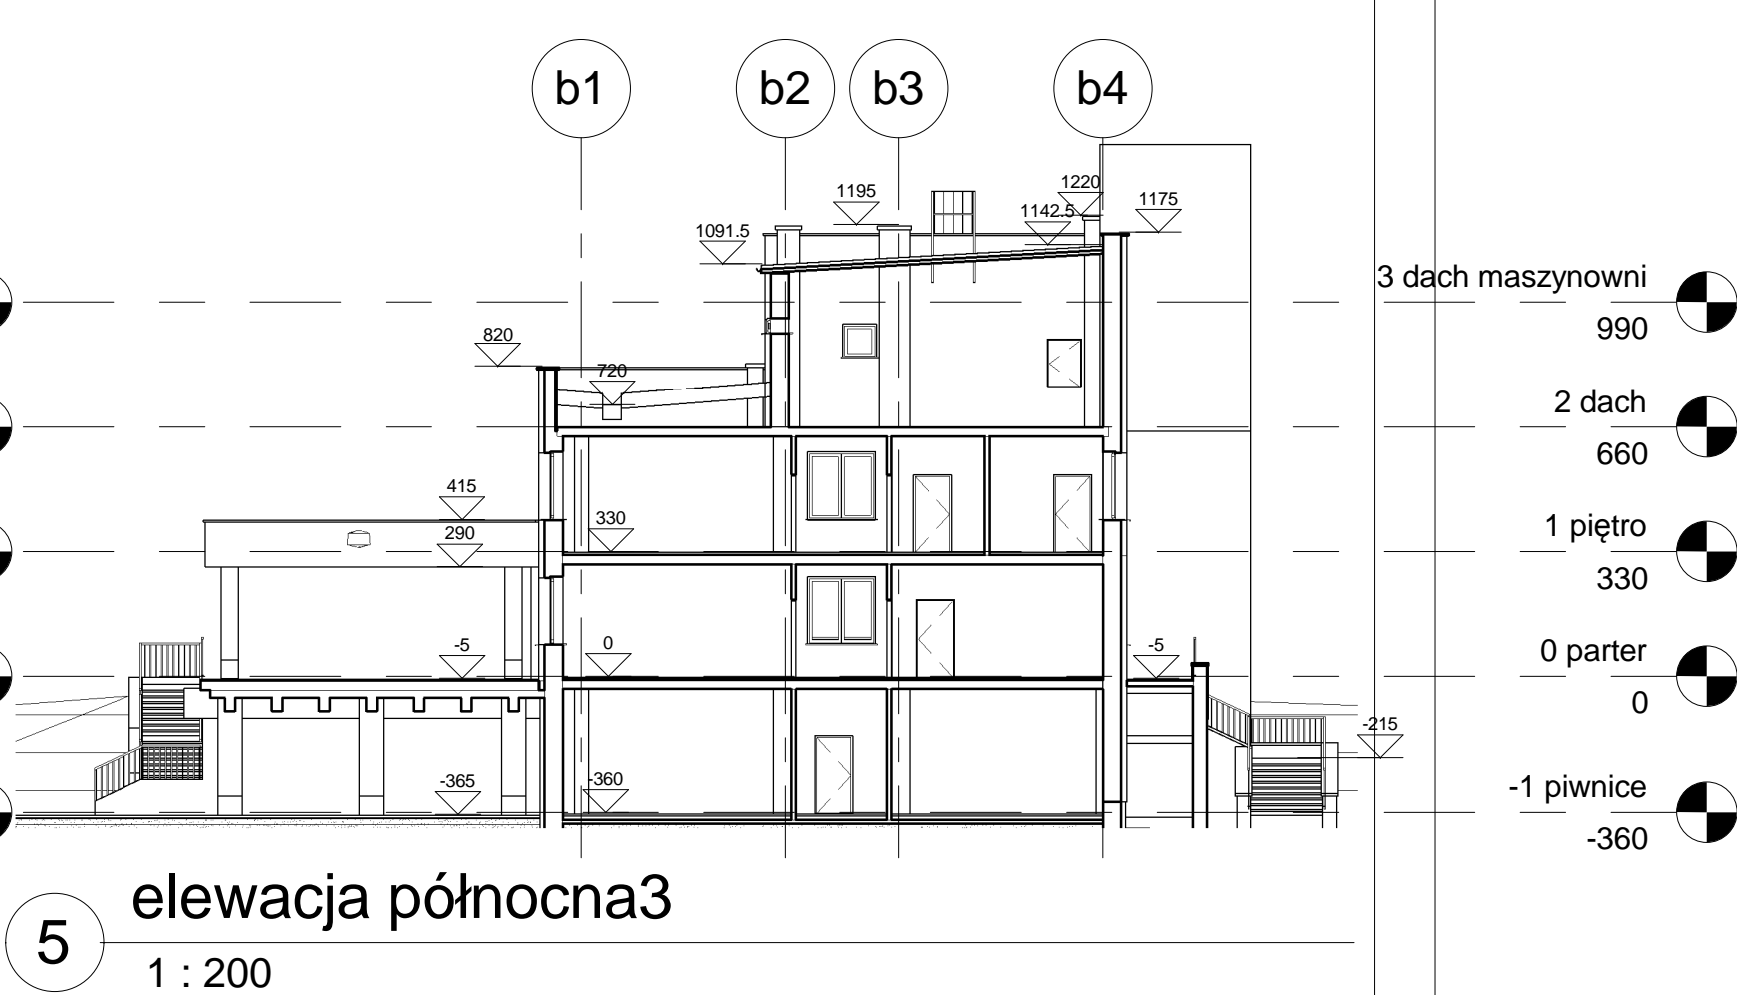 b1 b2 b3 b4
1220
1195 1175
1142.5
1091.5
3 dach maszynowni
990
820
720
2 dach
660
415
330
290
1 piętro
330
-5 0 -5
0 parter
0
-215
-365 -360
-1 piwnice
-360
5 elewacja północna3
1 : 200